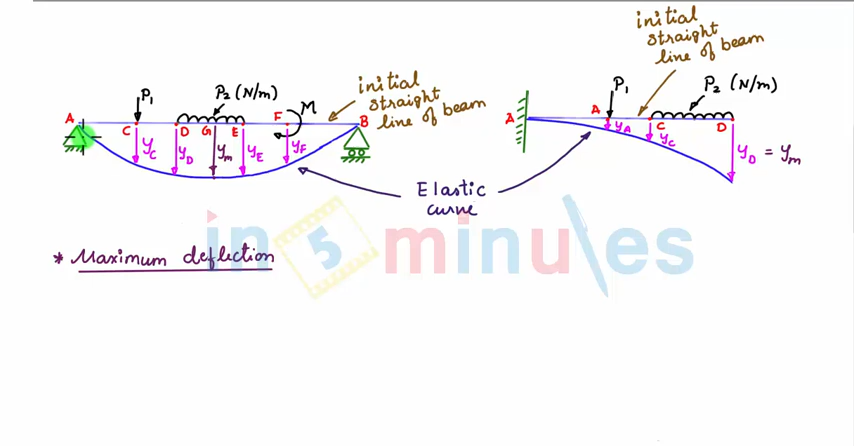 initial
straight
line of beam
P₁
P₂ (N/m)
M
A
C
D
G
E
F
B
y_C
y_D
y_m
y_E
y_F
initial
straight
line of beam
P₁
P₂ (N/m)
A
A
C
D
y_A
y_C
y_D = y_m
Elastic
curve
in 5 minutes
* Maximum deflection